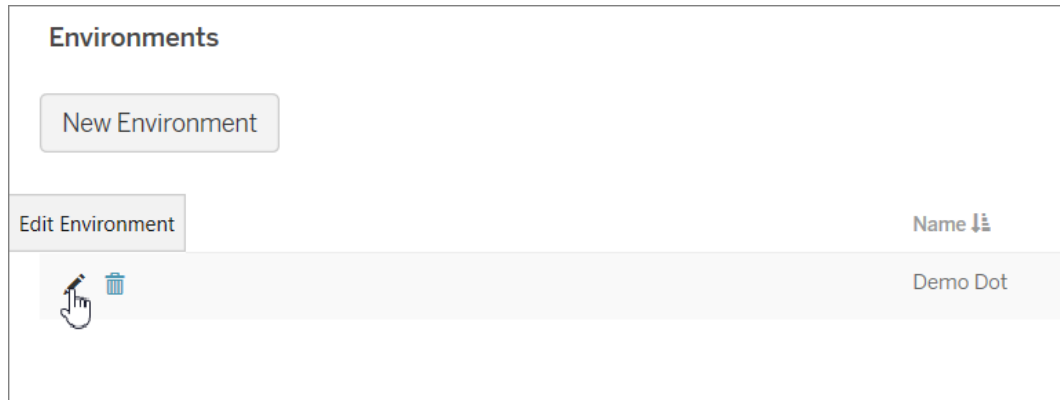 Environments
New Environment
Edit Environment
Name
Demo Dot